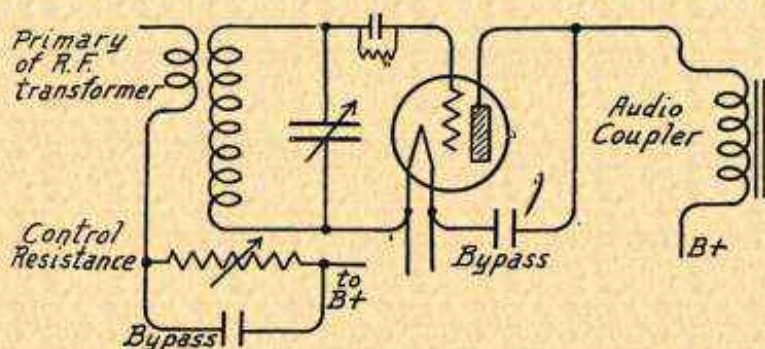 Primary
of R.F.
transformer
Audio
Coupler
Control
Resistance
to
B+
Bypass
B+
Bypass